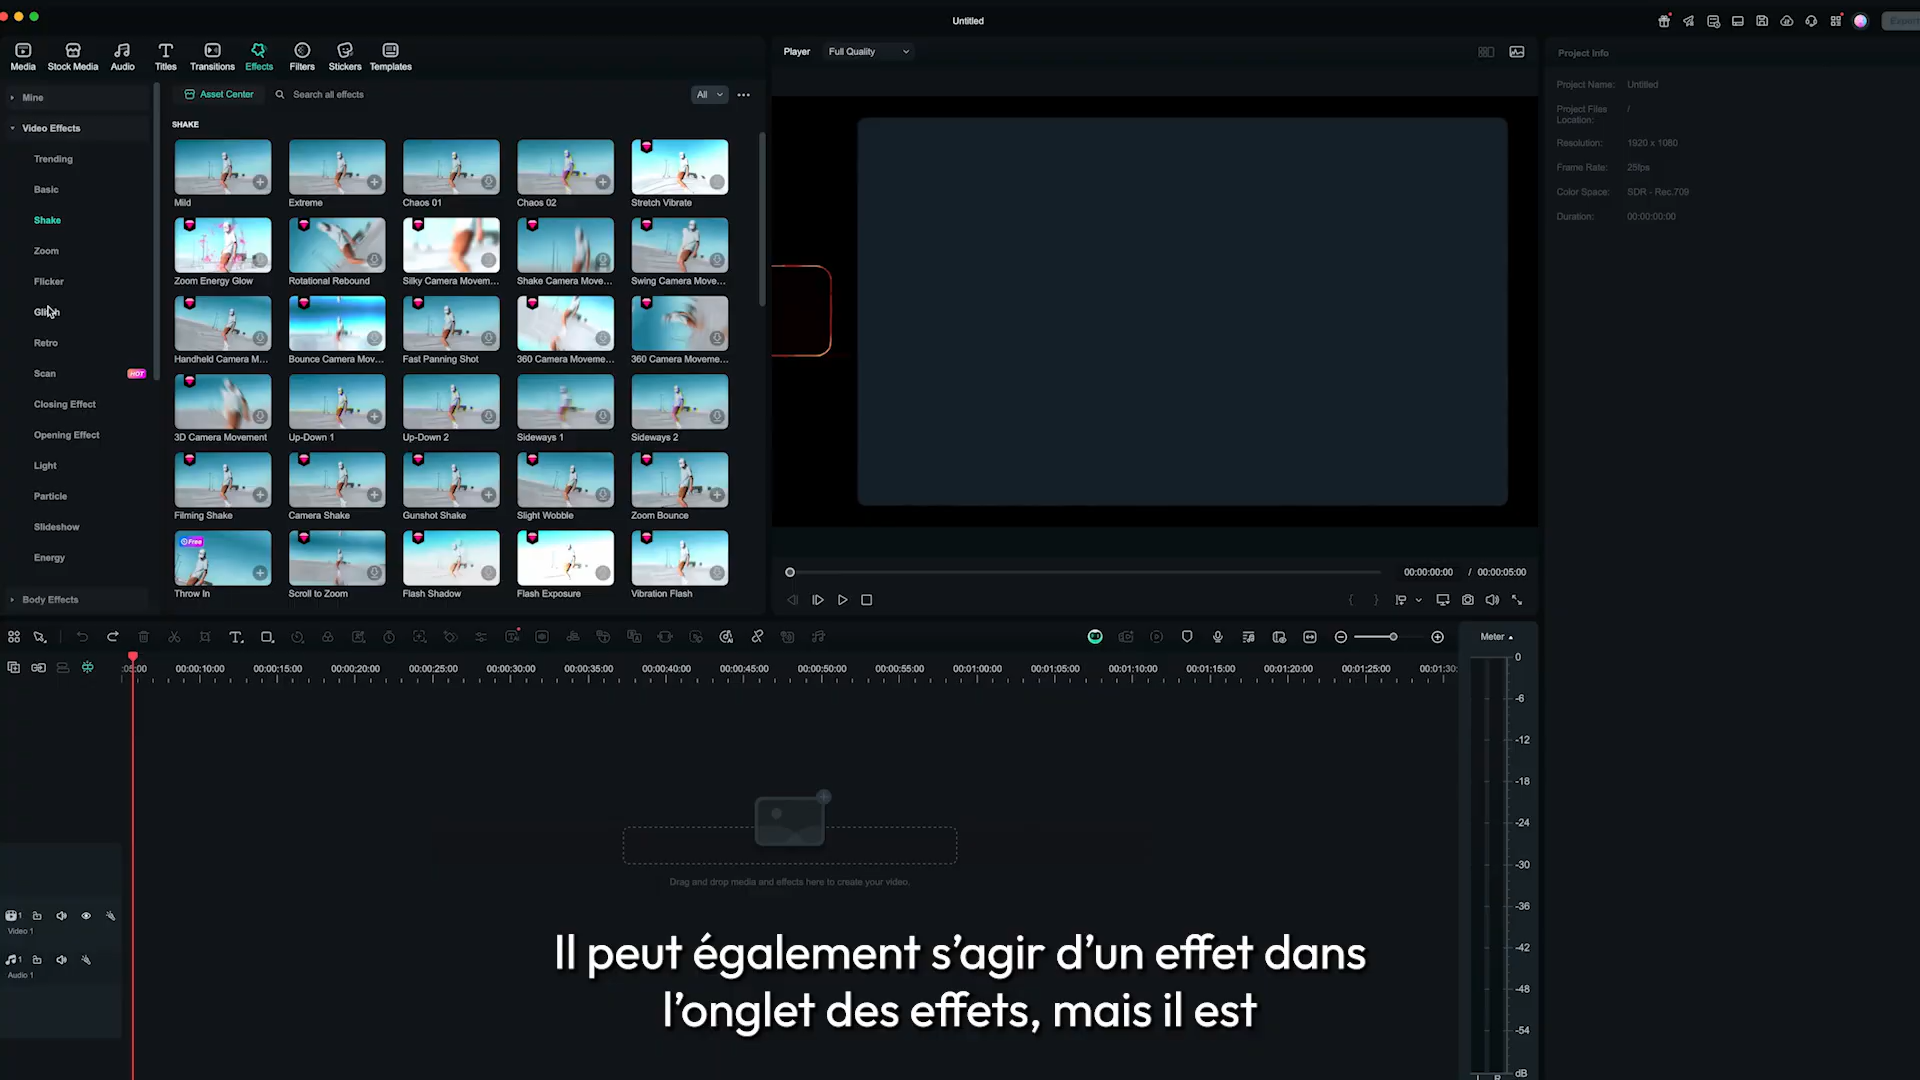 Untitled
Export
Media
Stock Media
Audio
Titles
Transitions
Effects
Filters
Stickers
Templates
Player
Full Quality
Project Info
Mine
Video Effects
Trending
Basic
Shake
Zoom
Flicker
Glitch
Retro
Scan
HOT
Closing Effect
Opening Effect
Light
Particle
Slideshow
Energy
Body Effects
Asset Center
Search all effects
All
SHAKE
Mild
Extreme
Chaos 01
Chaos 02
Stretch Vibrate
Zoom Energy Glow
Rotational Rebound
Silky Camera Movem...
Shake Camera Move...
Swing Camera Move...
Handheld Camera M...
Bounce Camera Mov...
Fast Panning Shot
360 Camera Moveme...
360 Camera Moveme...
3D Camera Movement
Up-Down 1
Up-Down 2
Sideways 1
Sideways 2
Filming Shake
Camera Shake
Gunshot Shake
Slight Wobble
Zoom Bounce
Free
Throw In
Scroll to Zoom
Flash Shadow
Flash Exposure
Vibration Flash
Project Name: Untitled
Project Files Location: /
Resolution: 1920 x 1080
Frame Rate: 25fps
Color Space: SDR - Rec.709
Duration: 00:00:00:00
00:00:00:00 / 00:00:05:00
Meter
:05:00 00:00:10:00 00:00:15:00 00:00:20:00 00:00:25:00 00:00:30:00 00:00:35:00 00:00:40:00 00:00:45:00 00:00:50:00 00:00:55:00 00:01:00:00 00:01:05:00 00:01:10:00 00:01:15:00 00:01:20:00 00:01:25:00 00:01:30:
0
-6
-12
-18
-24
-30
-36
-42
-48
-54
dB
L R
Drag and drop media and effects here to create your video.
1
Video 1
1
Audio 1
Il peut également s’agir d’un effet dans
l’onglet des effets, mais il est